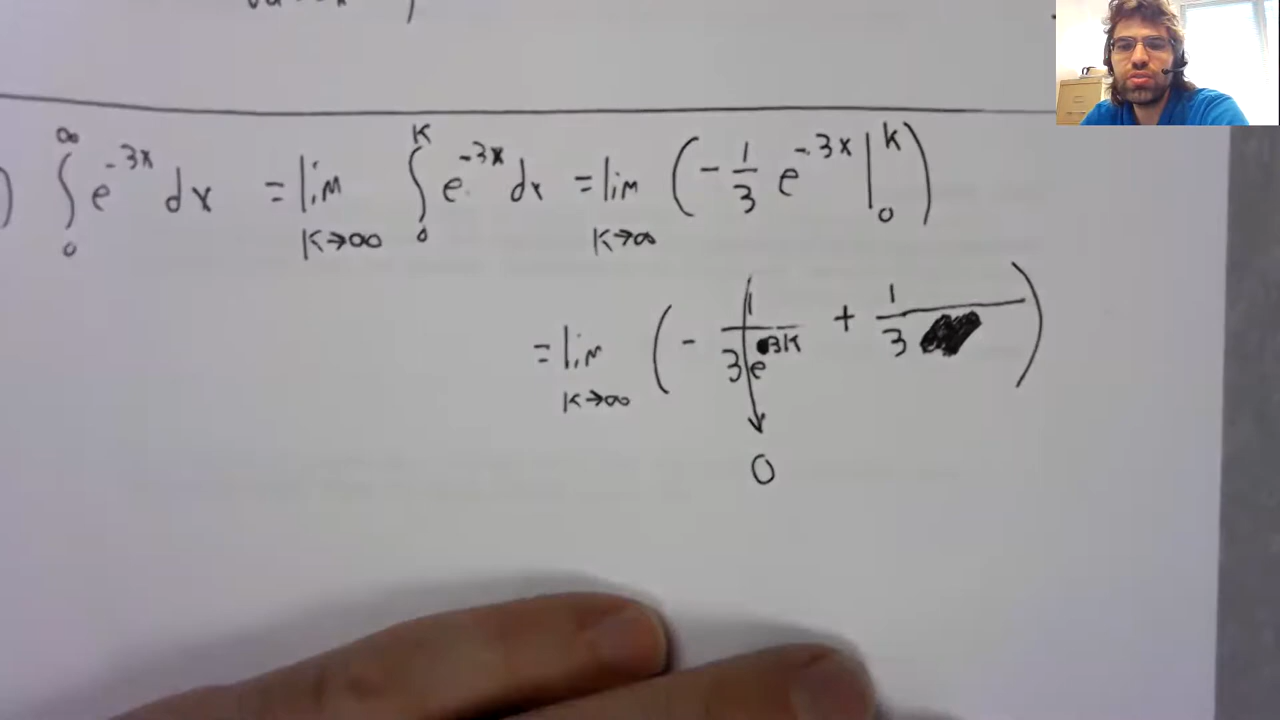 ) ∫₀^∞ e^{-3x} dx = lim_{K→∞} ∫₀^K e^{-3x} dx = lim_{K→∞} (-1/3 e^{-3x} |₀^K)
= lim_{K→∞} (- 1/(3e^{3K}) + 1/3)
0